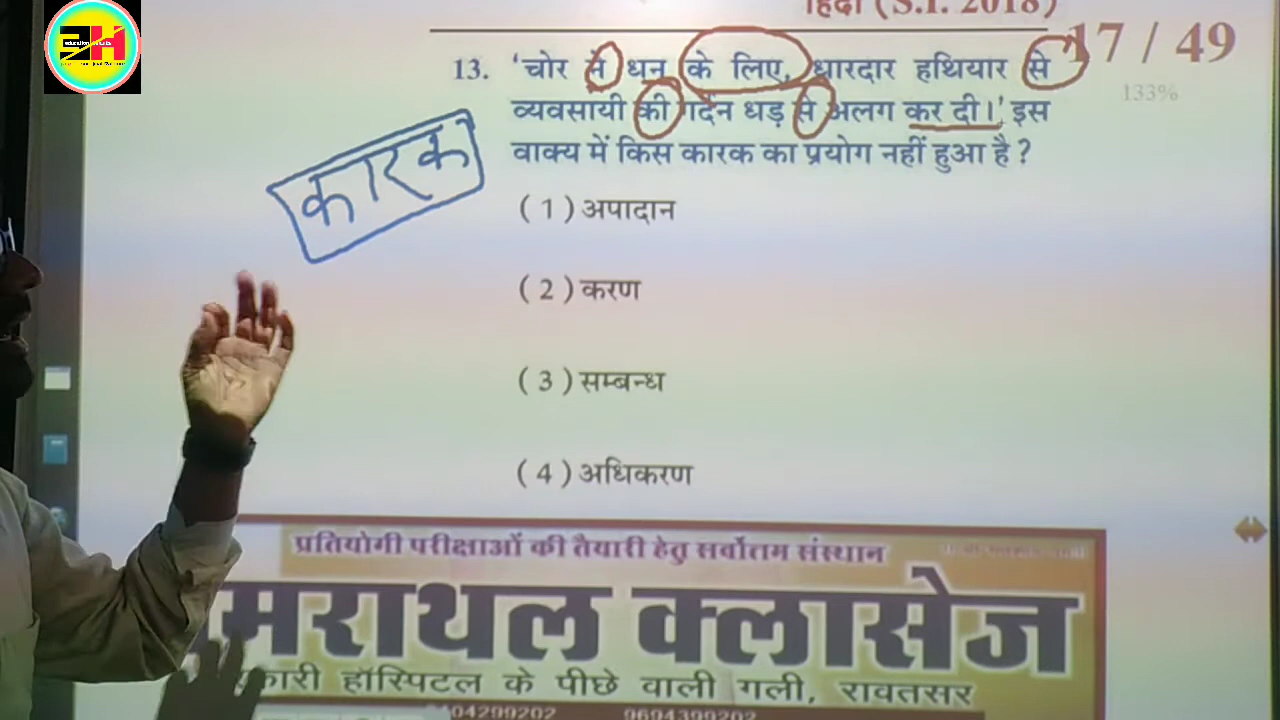 हिंदी (S.I. 2018)
17 / 49
133%
13. 'चोर ने धन के लिए, धारदार हथियार से
व्यवसायी की गर्दन धड़ से अलग कर दी।' इस
वाक्य में किस कारक का प्रयोग नहीं हुआ है ?
कारक
( 1 ) अपादान
( 2 ) करण
( 3 ) सम्बन्ध
( 4 ) अधिकरण
प्रतियोगी परीक्षाओं की तैयारी हेतु सर्वोतम संस्थान
मराथल क्लासेज
कारी हॉस्पिटल के पीछे वाली गली, रावतसर
04299202 9694399202